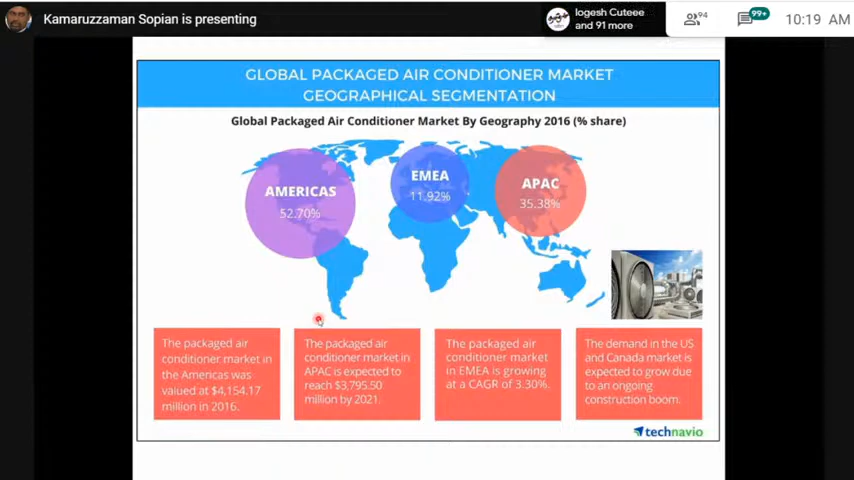 Kamaruzzaman Sopian is presenting
logesh Cuteee
and 91 more
94
99+
10:19 AM
GLOBAL PACKAGED AIR CONDITIONER MARKET
GEOGRAPHICAL SEGMENTATION
Global Packaged Air Conditioner Market By Geography 2016 (% share)
AMERICAS
52.70%
EMEA
11.92%
APAC
35.38%
The packaged air
conditioner market in
the Americas was
valued at $4,154.17
million in 2016.
The packaged air
conditioner market in
APAC is expected to
reach $3,795.50
million by 2021.
The packaged air
conditioner market
in EMEA is growing
at a CAGR of 3.30%.
The demand in the US
and Canada market is
expected to grow due
to an ongoing
construction boom.
technavio